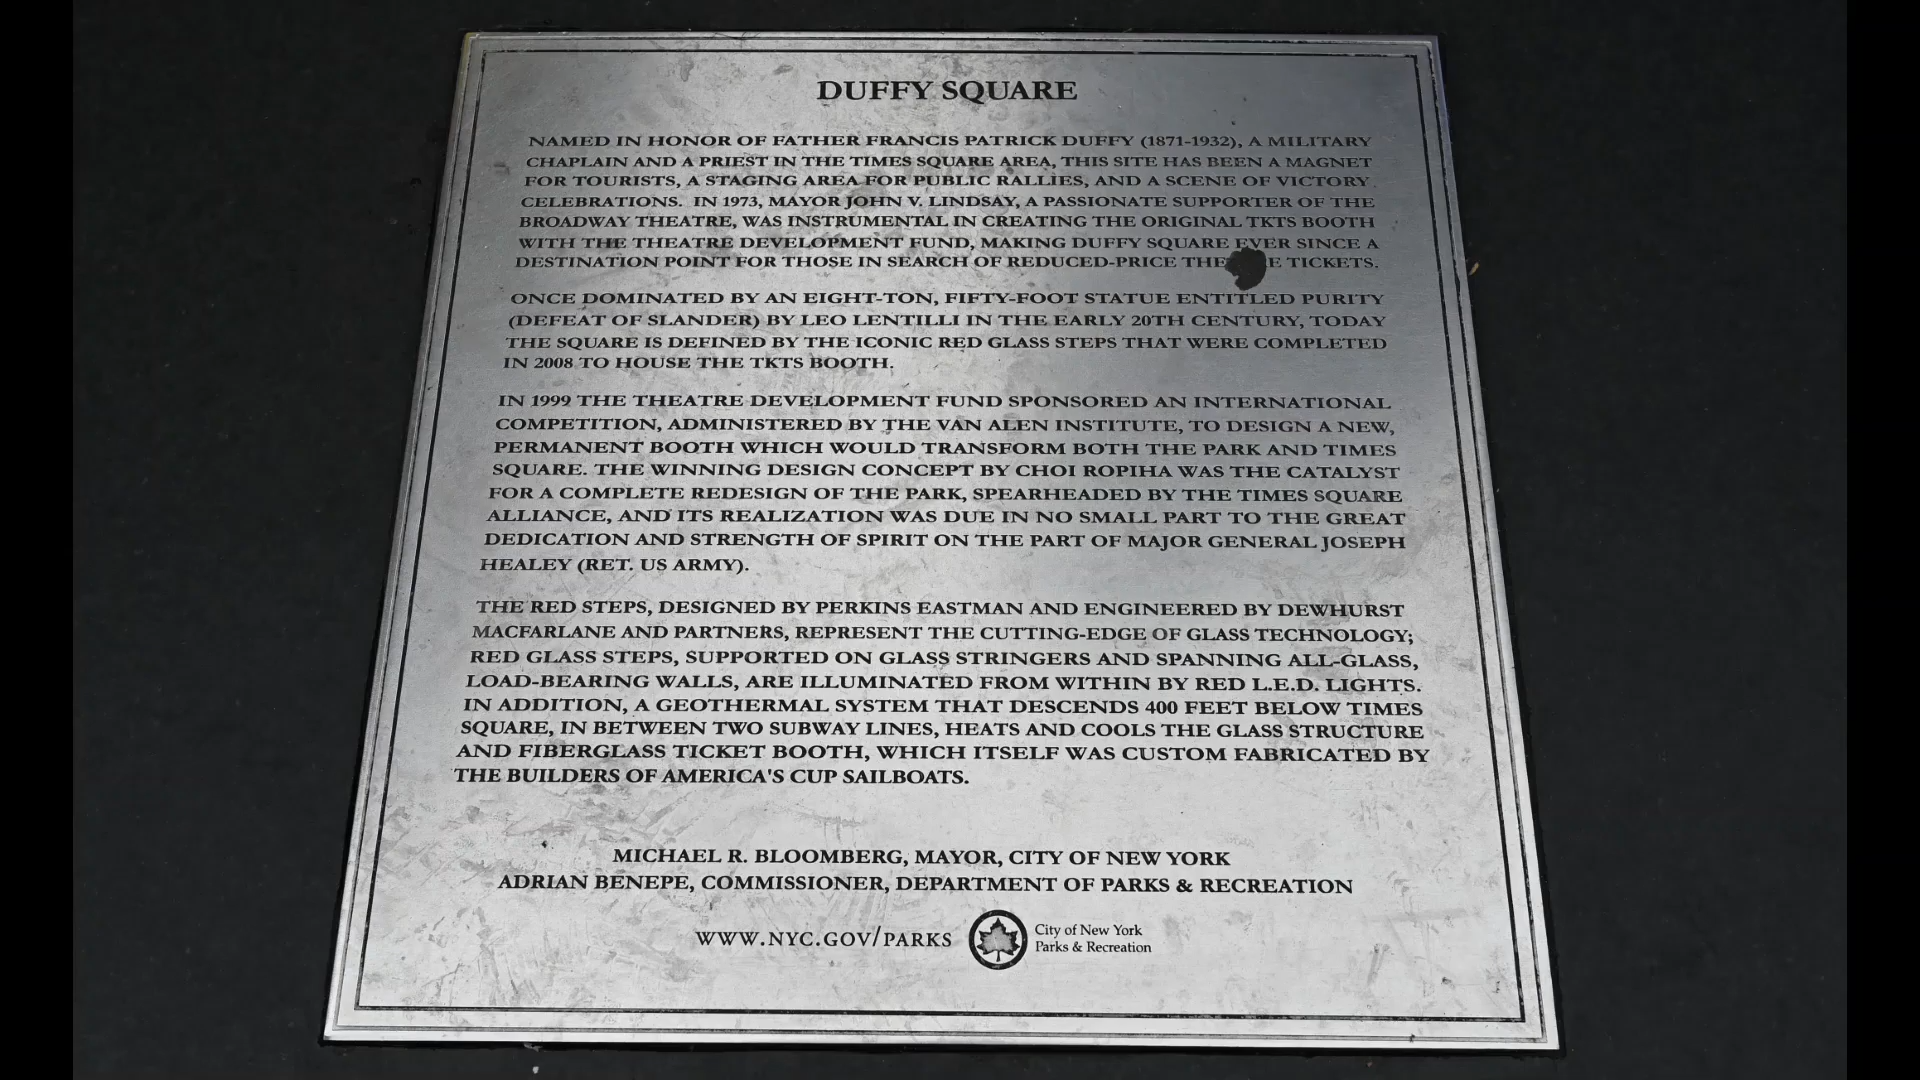 DUFFY SQUARE
NAMED IN HONOR OF FATHER FRANCIS PATRICK DUFFY (1871-1932), A MILITARY
CHAPLAIN AND A PRIEST IN THE TIMES SQUARE AREA, THIS SITE HAS BEEN A MAGNET
FOR TOURISTS, A STAGING AREA FOR PUBLIC RALLIES, AND A SCENE OF VICTORY
CELEBRATIONS. IN 1973, MAYOR JOHN V. LINDSAY, A PASSIONATE SUPPORTER OF THE
BROADWAY THEATRE, WAS INSTRUMENTAL IN CREATING THE ORIGINAL TKTS BOOTH
WITH THE THEATRE DEVELOPMENT FUND, MAKING DUFFY SQUARE EVER SINCE A
DESTINATION POINT FOR THOSE IN SEARCH OF REDUCED-PRICE TICKETS.
ONCE DOMINATED BY AN EIGHT-TON, FIFTY-FOOT STATUE ENTITLED PURITY
(DEFEAT OF SLANDER) BY LEO LENTILLI IN THE EARLY 20TH CENTURY, TODAY
THE SQUARE IS DEFINED BY THE ICONIC RED GLASS STEPS THAT WERE COMPLETED
IN 2008 TO HOUSE THE TKTS BOOTH.
IN 1999 THE THEATRE DEVELOPMENT FUND SPONSORED AN INTERNATIONAL
COMPETITION, ADMINISTERED BY THE VAN ALEN INSTITUTE, TO DESIGN A NEW,
PERMANENT BOOTH WHICH WOULD TRANSFORM BOTH THE PARK AND TIMES
SQUARE. THE WINNING DESIGN CONCEPT BY CHOI ROPIHA WAS THE CATALYST
FOR A COMPLETE REDESIGN OF THE PARK, SPEARHEADED BY THE TIMES SQUARE
ALLIANCE, AND ITS REALIZATION WAS DUE IN NO SMALL PART TO THE GREAT
DEDICATION AND STRENGTH OF SPIRIT ON THE PART OF MAJOR GENERAL JOSEPH
HEALEY (RET. US ARMY).
THE RED STEPS, DESIGNED BY PERKINS EASTMAN AND ENGINEERED BY DEWHURST
MACFARLANE AND PARTNERS, REPRESENT THE CUTTING-EDGE OF GLASS TECHNOLOGY;
RED GLASS STEPS, SUPPORTED ON GLASS STRINGERS AND SPANNING ALL-GLASS,
LOAD-BEARING WALLS, ARE ILLUMINATED FROM WITHIN BY RED L.E.D. LIGHTS.
IN ADDITION, A GEOTHERMAL SYSTEM THAT DESCENDS 400 FEET BELOW TIMES
SQUARE, IN BETWEEN TWO SUBWAY LINES, HEATS AND COOLS THE GLASS STRUCTURE
AND FIBERGLASS TICKET BOOTH, WHICH ITSELF WAS CUSTOM FABRICATED BY
THE BUILDERS OF AMERICA'S CUP SAILBOATS.
MICHAEL R. BLOOMBERG, MAYOR, CITY OF NEW YORK
ADRIAN BENEPE, COMMISSIONER, DEPARTMENT OF PARKS & RECREATION
WWW.NYC.GOV/PARKS
City of New York
Parks & Recreation